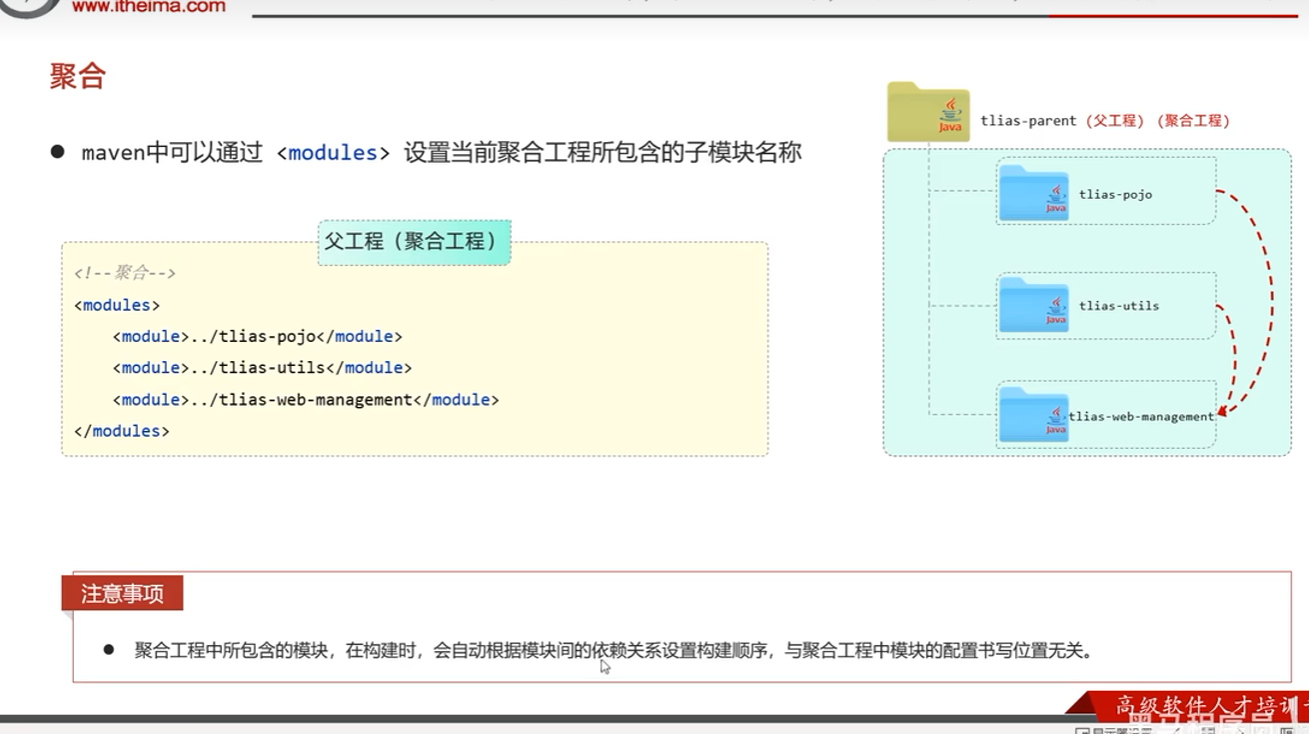 www.itheima.com
聚合
● maven中可以通过 <modules> 设置当前聚合工程所包含的子模块名称
父工程（聚合工程）
<!--聚合-->
<modules>
<module>../tlias-pojo</module>
<module>../tlias-utils</module>
<module>../tlias-web-management</module>
</modules>
tlias-parent（父工程）（聚合工程）
Java
tlias-pojo
Java
tlias-utils
Java
tlias-web-management
Java
注意事项
● 聚合工程中所包含的模块，在构建时，会自动根据模块间的依赖关系设置构建顺序，与聚合工程中模块的配置书写位置无关。
高级软件人才培训